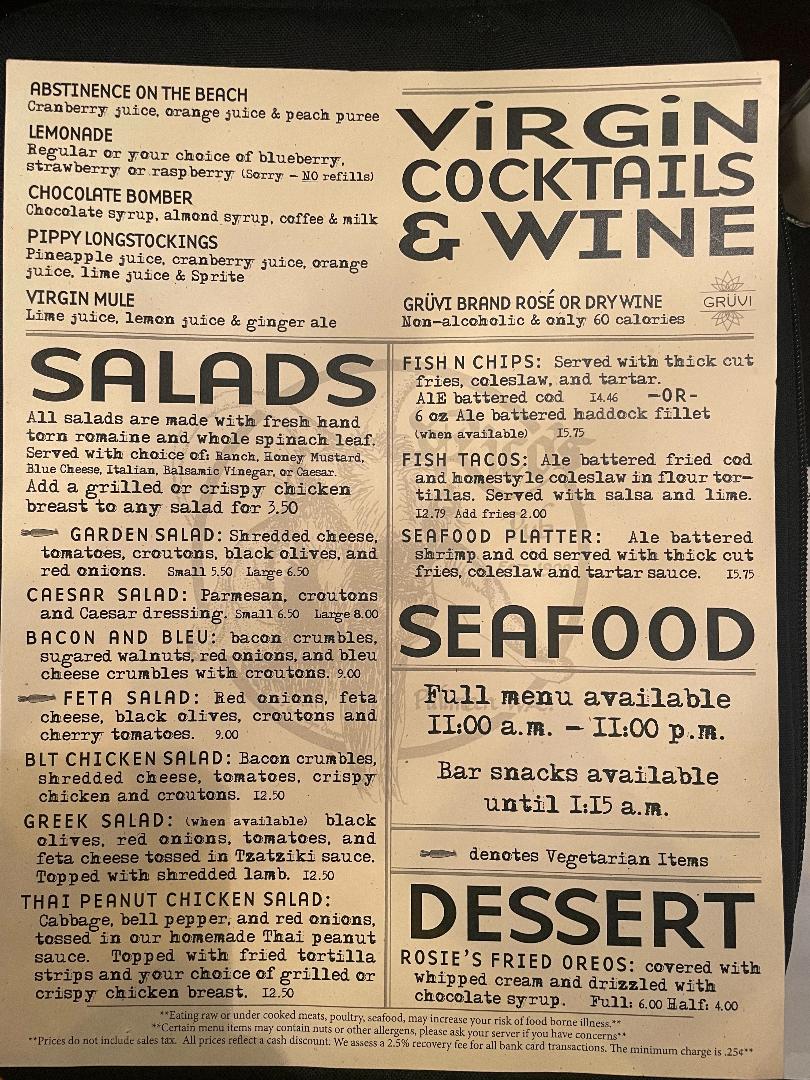 ABSTINENCE ON THE BEACH
Cranberry juice, orange juice & peach puree
LEMONADE
Regular or your choice of blueberry,
strawberry or raspberry (Sorry - NO refills)
CHOCOLATE BOMBER
Chocolate syrup, almond syrup, coffee & milk
PIPPY LONGSTOCKINGS
Pineapple juice, cranberry juice, orange
juice, lime juice & Sprite
VIRGIN MULE
Lime juice, lemon juice & ginger ale
ViRGiN
COCKTAILS
& WINE
GRÜVI BRAND ROSÉ OR DRY WINE
Non-alcoholic & only 60 calories
GRÜVI
SALADS
All salads are made with fresh hand
torn romaine and whole spinach leaf.
Served with choice of: Ranch, Honey Mustard,
Blue Cheese, Italian, Balsamic Vinegar, or Caesar.
Add a grilled or crispy chicken
breast to any salad for 3.50
GARDEN SALAD: Shredded cheese,
tomatoes, croutons, black olives, and
red onions. Small 5.50 Large 6.50
CAESAR SALAD: Parmesan, croutons
and Caesar dressing. Small 6.50 Large 8.00
BACON AND BLEU: bacon crumbles,
sugared walnuts, red onions, and bleu
cheese crumbles with croutons. 9.00
FETA SALAD: Red onions, feta
cheese, black olives, croutons and
cherry tomatoes. 9.00
BLT CHICKEN SALAD: Bacon crumbles,
shredded cheese, tomatoes, crispy
chicken and croutons. 12.50
GREEK SALAD: (when available) black
olives, red onions, tomatoes, and
feta cheese tossed in Tzatziki sauce.
Topped with shredded lamb. 12.50
THAI PEANUT CHICKEN SALAD:
Cabbage, bell pepper, and red onions,
tossed in our homemade Thai peanut
sauce. Topped with fried tortilla
strips and your choice of grilled or
crispy chicken breast. 12.50
FISH N CHIPS: Served with thick cut
fries, coleslaw, and tartar.
AlE battered cod 14.46 -OR-
6 oz Ale battered haddock fillet
(when available) 15.75
FISH TACOS: Ale battered fried cod
and homestyle coleslaw in flour tor-
tillas. Served with salsa and lime.
12.79 Add fries 2.00
SEAFOOD PLATTER: Ale battered
shrimp and cod served with thick cut
fries, coleslaw and tartar sauce. 15.75
SEAFOOD
Full menu available
11:00 a.m. - 11:00 p.m.
Bar snacks available
until 1:15 a.m.
denotes Vegetarian Items
DESSERT
ROSIE'S FRIED OREOS: covered with
whipped cream and drizzled with
chocolate syrup. Full: 6.00 Half: 4.00
**Eating raw or under cooked meats, poultry, seafood, may increase your risk of food borne illness.**
**Certain menu items may contain nuts or other allergens, please ask your server if you have concerns**
**Prices do not include sales tax. All prices reflect a cash discount. We assess a 2.5% recovery fee for all bank card transactions. The minimum charge is .25¢**